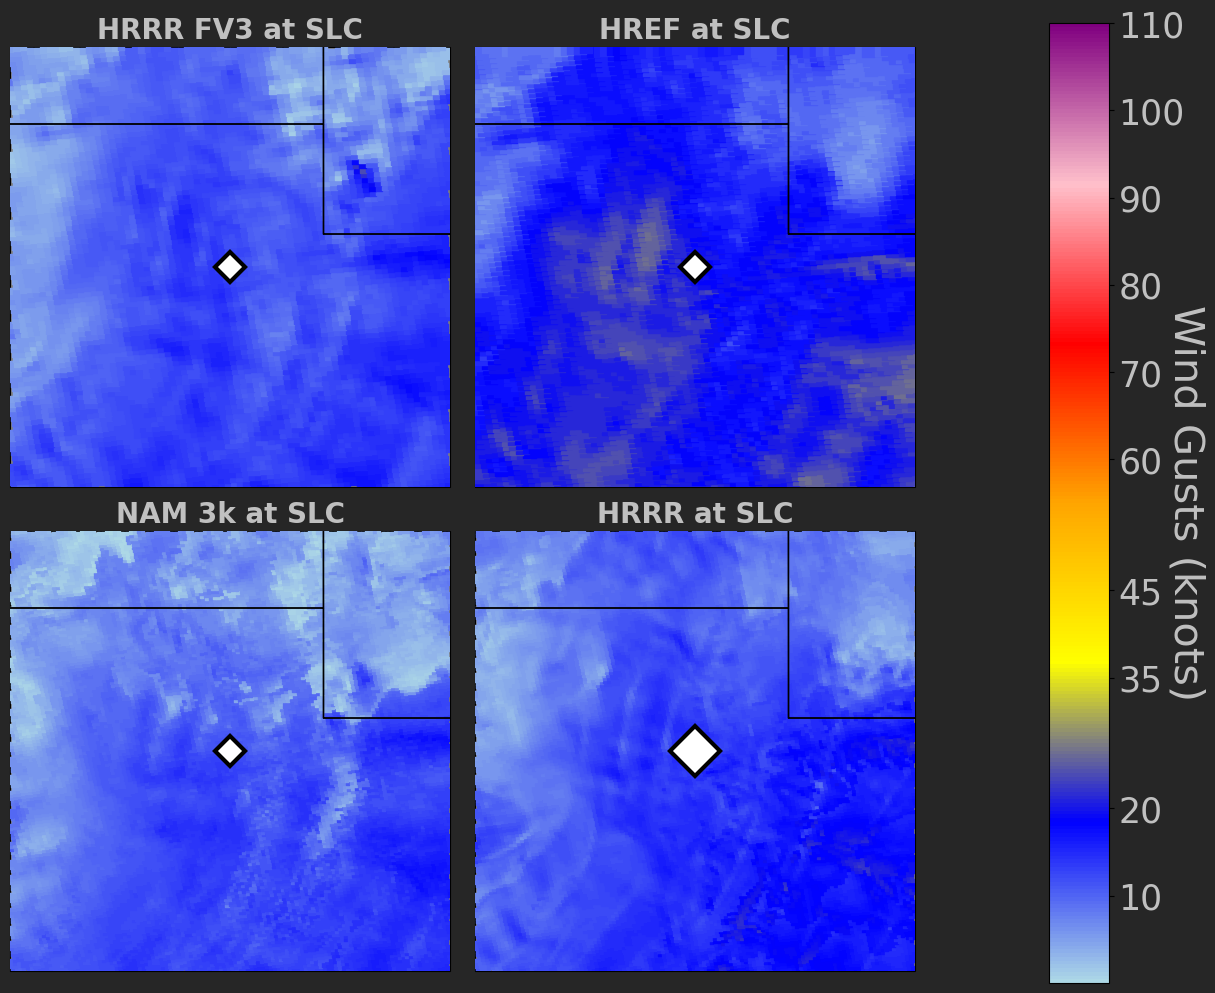 HRRR FV3 at SLC
HREF at SLC
NAM 3k at SLC
HRRR at SLC
110
100
90
80
70
60
45
35
20
10
Wind Gusts (knots)